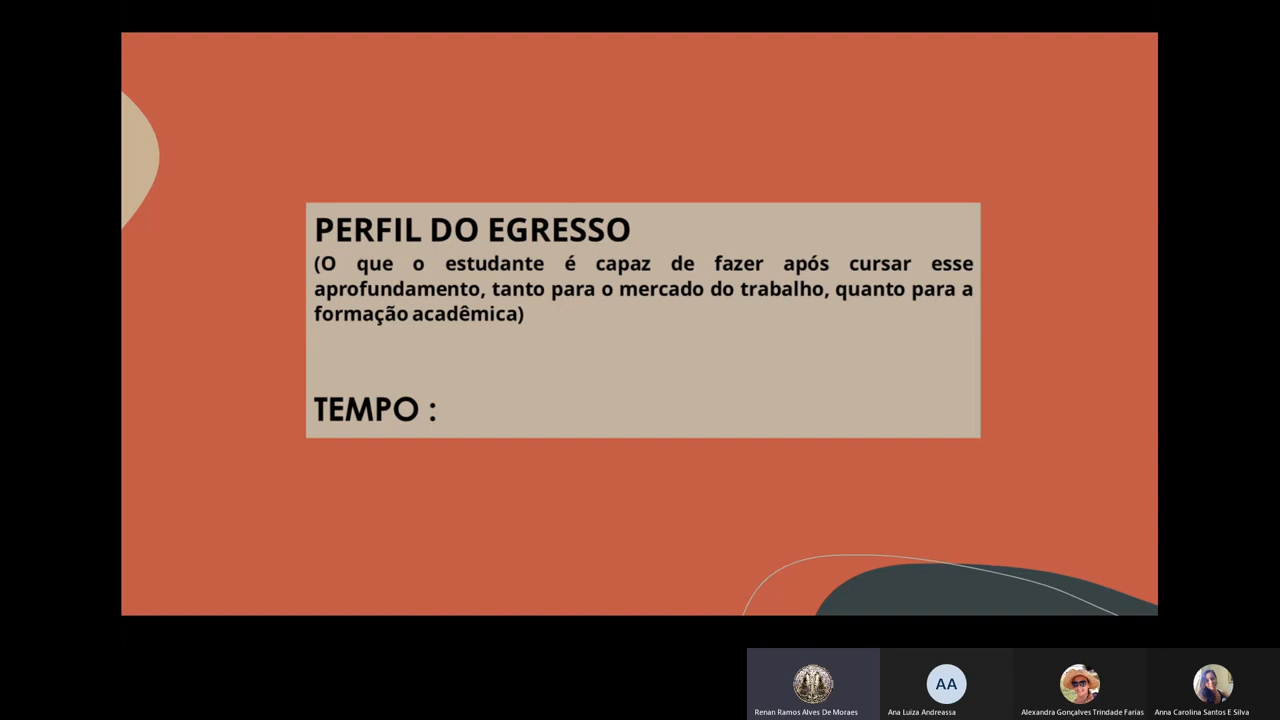 PERFIL DO EGRESSO
(O que o estudante é capaz de fazer após cursar esse
aprofundamento, tanto para o mercado do trabalho, quanto para a
formação acadêmica)
TEMPO :
AA
Renan Ramos Alves De Moraes
Ana Luiza Andreassa
Alexandra Gonçalves Trindade Farias
Anna Carolina Santos E Silva